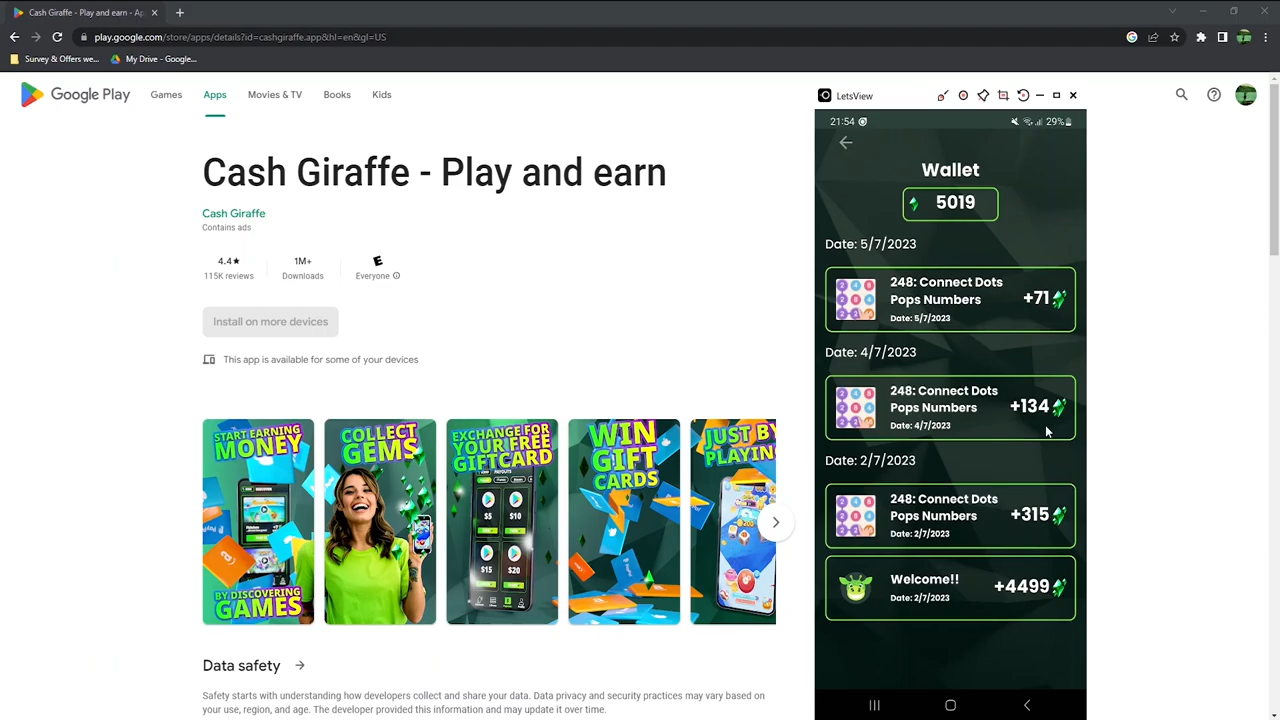 Cash Giraffe - Play and earn - Ap
play.google.com/store/apps/details?id=cashgiraffe.app&hl=en&gl=US
Survey & Offers we...
My Drive - Google...
Google Play
Games
Apps
Movies & TV
Books
Kids
Cash Giraffe - Play and earn
Cash Giraffe
Contains ads
4.4★
115K reviews
1M+
Downloads
E
Everyone
Install on more devices
This app is available for some of your devices
START EARNING
MONEY
BY DISCOVERING
GAMES
COLLECT
GEMS
EXCHANGE FOR
YOUR FREE
GIFTCARD
$5
$10
$15
$20
WIN
GIFT
CARDS
JUST BY
PLAYING
Data safety
Safety starts with understanding how developers collect and share your data. Data privacy and security practices may vary based on
your use, region, and age. The developer provided this information and may update it over time.
LetsView
21:54
29%
Wallet
5019
Date: 5/7/2023
248: Connect Dots
Pops Numbers
Date: 5/7/2023
+71
Date: 4/7/2023
248: Connect Dots
Pops Numbers
Date: 4/7/2023
+134
Date: 2/7/2023
248: Connect Dots
Pops Numbers
Date: 2/7/2023
+315
Welcome!!
Date: 2/7/2023
+4499